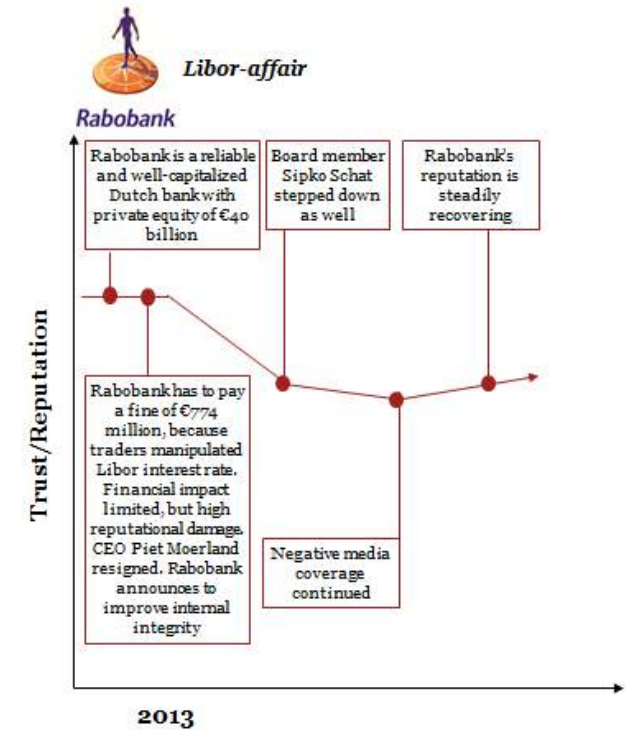 Libor-affair
Rabobank
Rabobank is a reliable
and well-capitalized
Dutch bank with
private equity of €40
billion
Board member
Sipko Schat
stepped down
as well
Rabobank's
reputation is
steadily
recovering
Trust/Reputation
Rabobank has to pay
a fine of €774
million, because
traders manipulated
Libor interest rate.
Financial impact
limited, but high
reputational damage.
CEO Piet Moerland
resigned. Rabobank
announces to
improve internal
integrity
Negative media
coverage
continued
2013